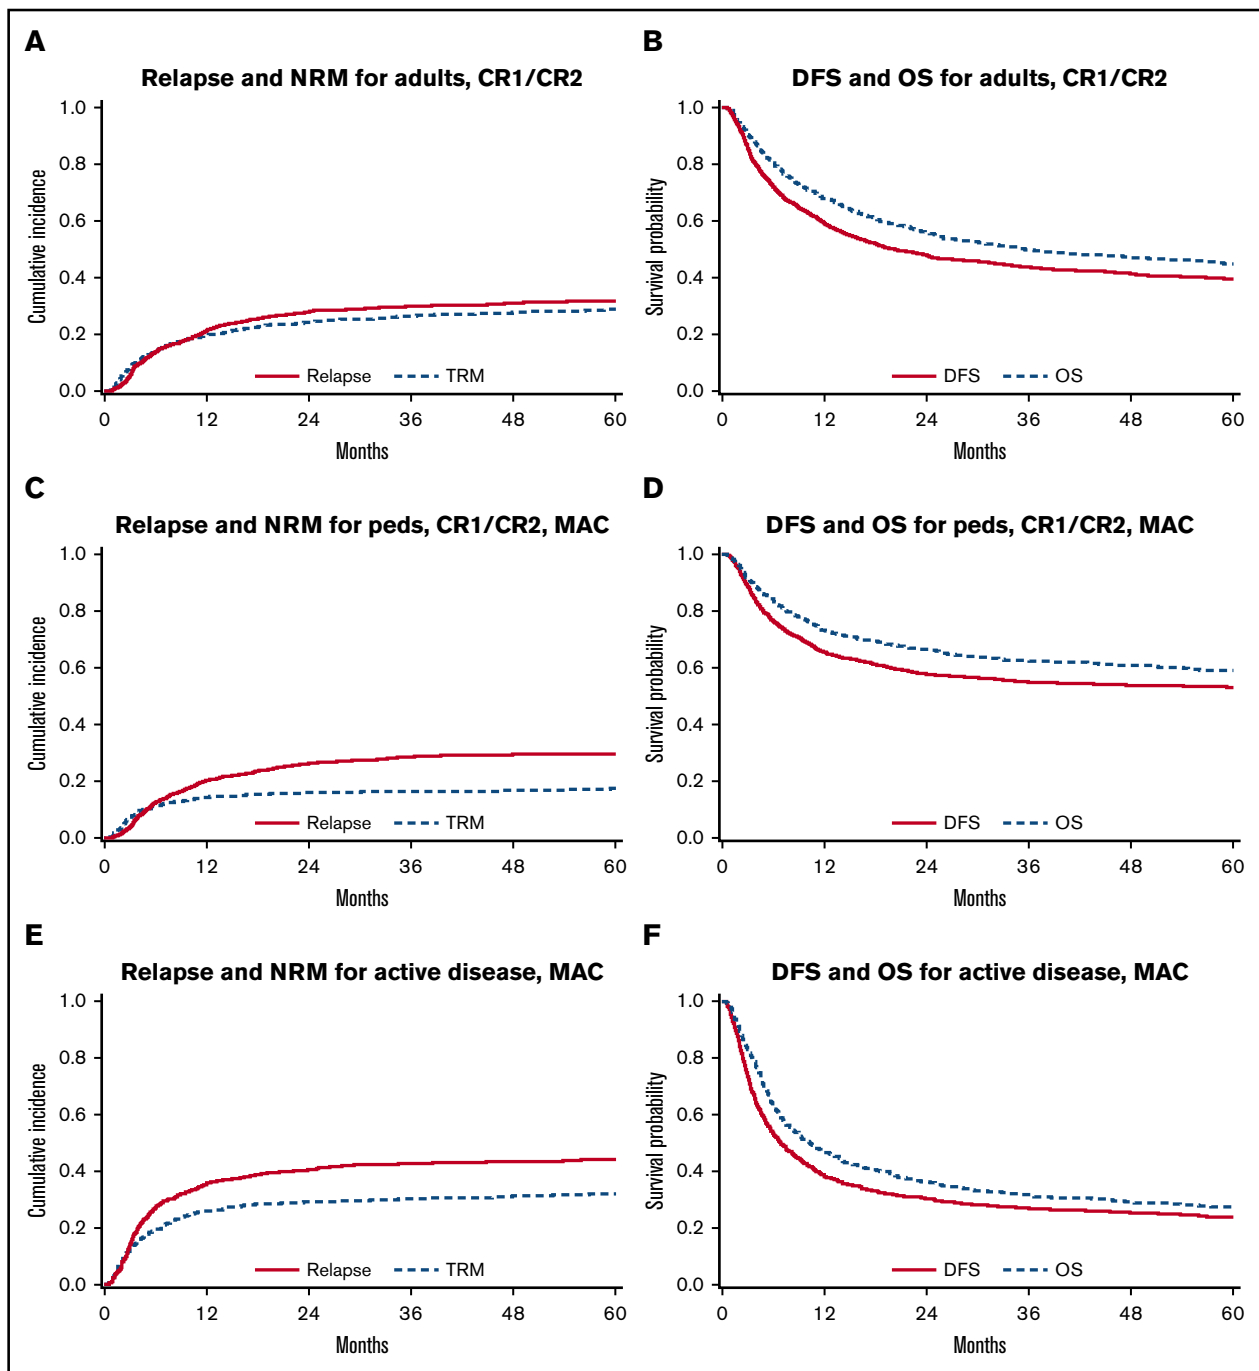 A
Relapse and NRM for adults, CR1/CR2
Cumulative incidence
1.0
0.8
0.6
0.4
0.2
0.0
Relapse TRM
0 12 24 36 48 60
Months
B
DFS and OS for adults, CR1/CR2
Survival probability
1.0
0.8
0.6
0.4
0.2
0.0
DFS OS
0 12 24 36 48 60
Months
C
Relapse and NRM for peds, CR1/CR2, MAC
Cumulative incidence
1.0
0.8
0.6
0.4
0.2
0.0
Relapse TRM
0 12 24 36 48 60
Months
D
DFS and OS for peds, CR1/CR2, MAC
Survival probability
1.0
0.8
0.6
0.4
0.2
0.0
DFS OS
0 12 24 36 48 60
Months
E
Relapse and NRM for active disease, MAC
Cumulative incidence
1.0
0.8
0.6
0.4
0.2
0.0
Relapse TRM
0 12 24 36 48 60
Months
F
DFS and OS for active disease, MAC
Survival probability
1.0
0.8
0.6
0.4
0.2
0.0
DFS OS
0 12 24 36 48 60
Months